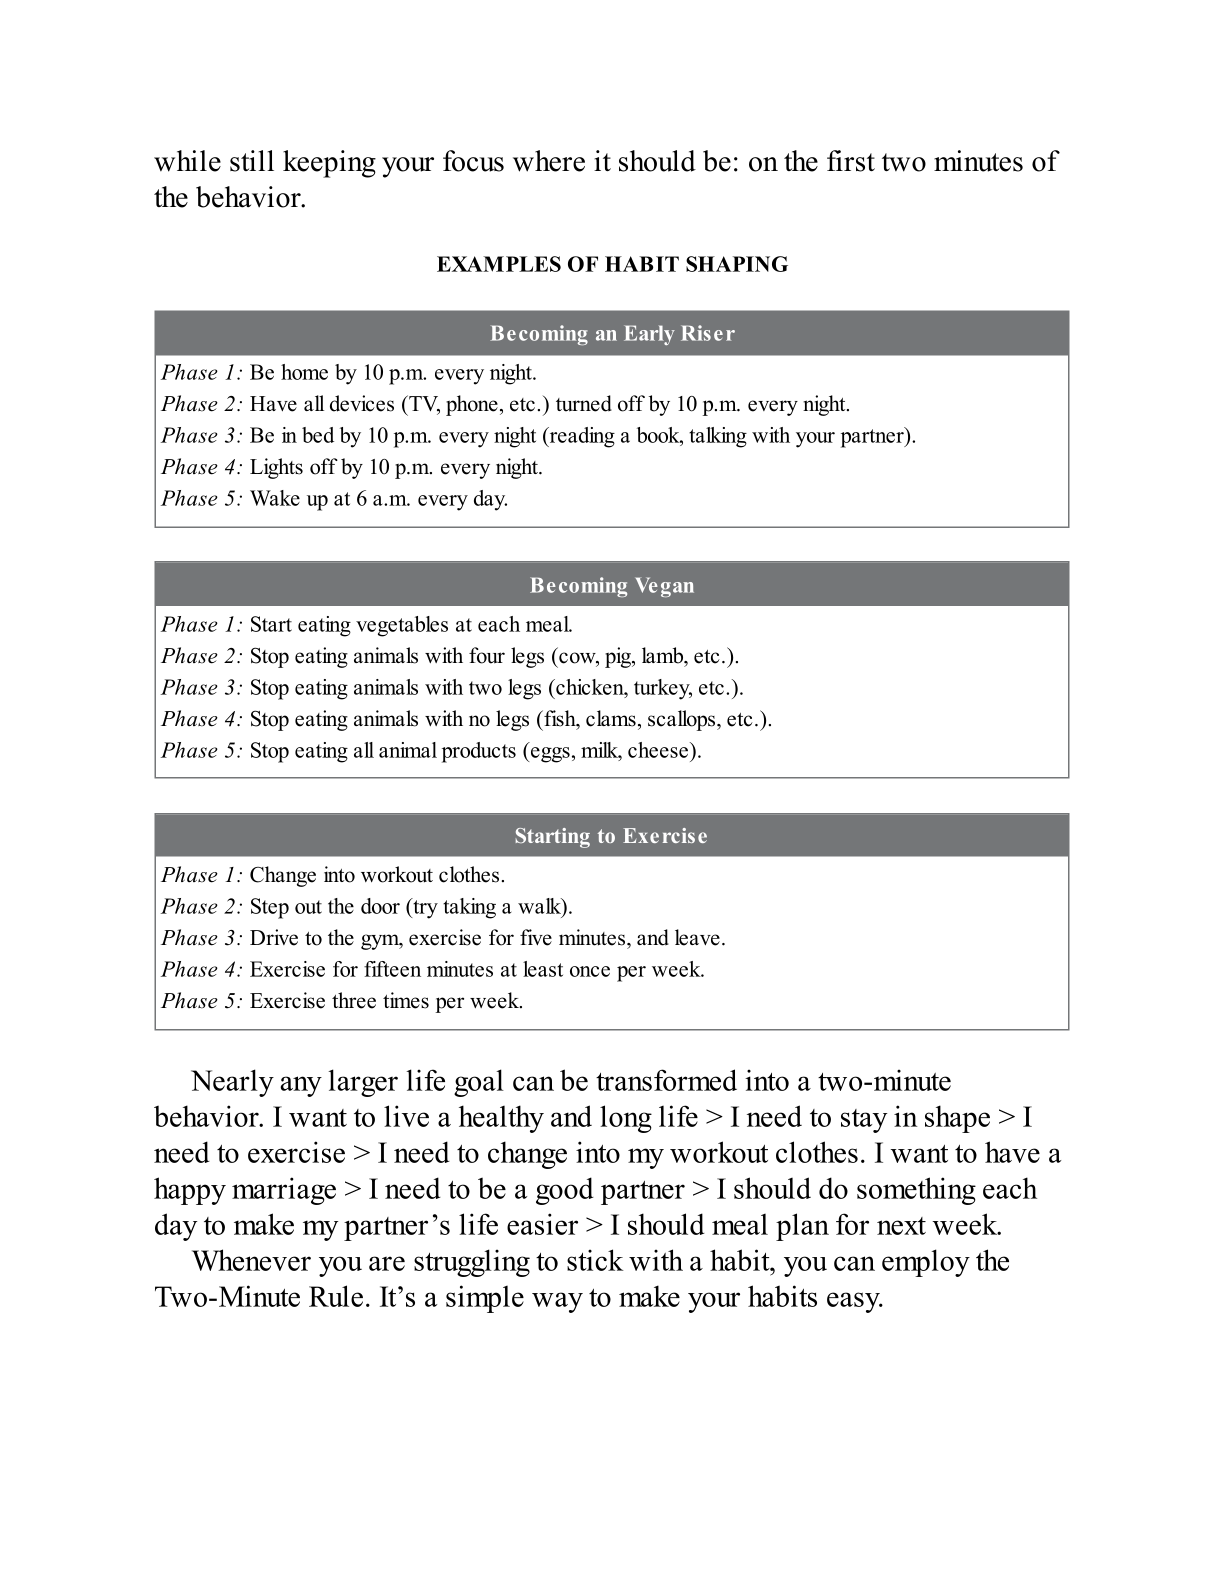 while still keeping your focus where it should be: on the first two minutes of
the behavior.
EXAMPLES OF HABIT SHAPING
Becoming an Early Riser
Phase 1: Be home by 10 p.m. every night.
Phase 2: Have all devices (TV, phone, etc.) turned off by 10 p.m. every night.
Phase 3: Be in bed by 10 p.m. every night (reading a book, talking with your partner).
Phase 4: Lights off by 10 p.m. every night.
Phase 5: Wake up at 6 a.m. every day.
Becoming Vegan
Phase 1: Start eating vegetables at each meal.
Phase 2: Stop eating animals with four legs (cow, pig, lamb, etc.).
Phase 3: Stop eating animals with two legs (chicken, turkey, etc.).
Phase 4: Stop eating animals with no legs (fish, clams, scallops, etc.).
Phase 5: Stop eating all animal products (eggs, milk, cheese).
Starting to Exercise
Phase 1: Change into workout clothes.
Phase 2: Step out the door (try taking a walk).
Phase 3: Drive to the gym, exercise for five minutes, and leave.
Phase 4: Exercise for fifteen minutes at least once per week.
Phase 5: Exercise three times per week.
Nearly any larger life goal can be transformed into a two-minute
behavior. I want to live a healthy and long life > I need to stay in shape > I
need to exercise > I need to change into my workout clothes. I want to have a
happy marriage > I need to be a good partner > I should do something each
day to make my partner’s life easier > I should meal plan for next week.
Whenever you are struggling to stick with a habit, you can employ the
Two-Minute Rule. It’s a simple way to make your habits easy.